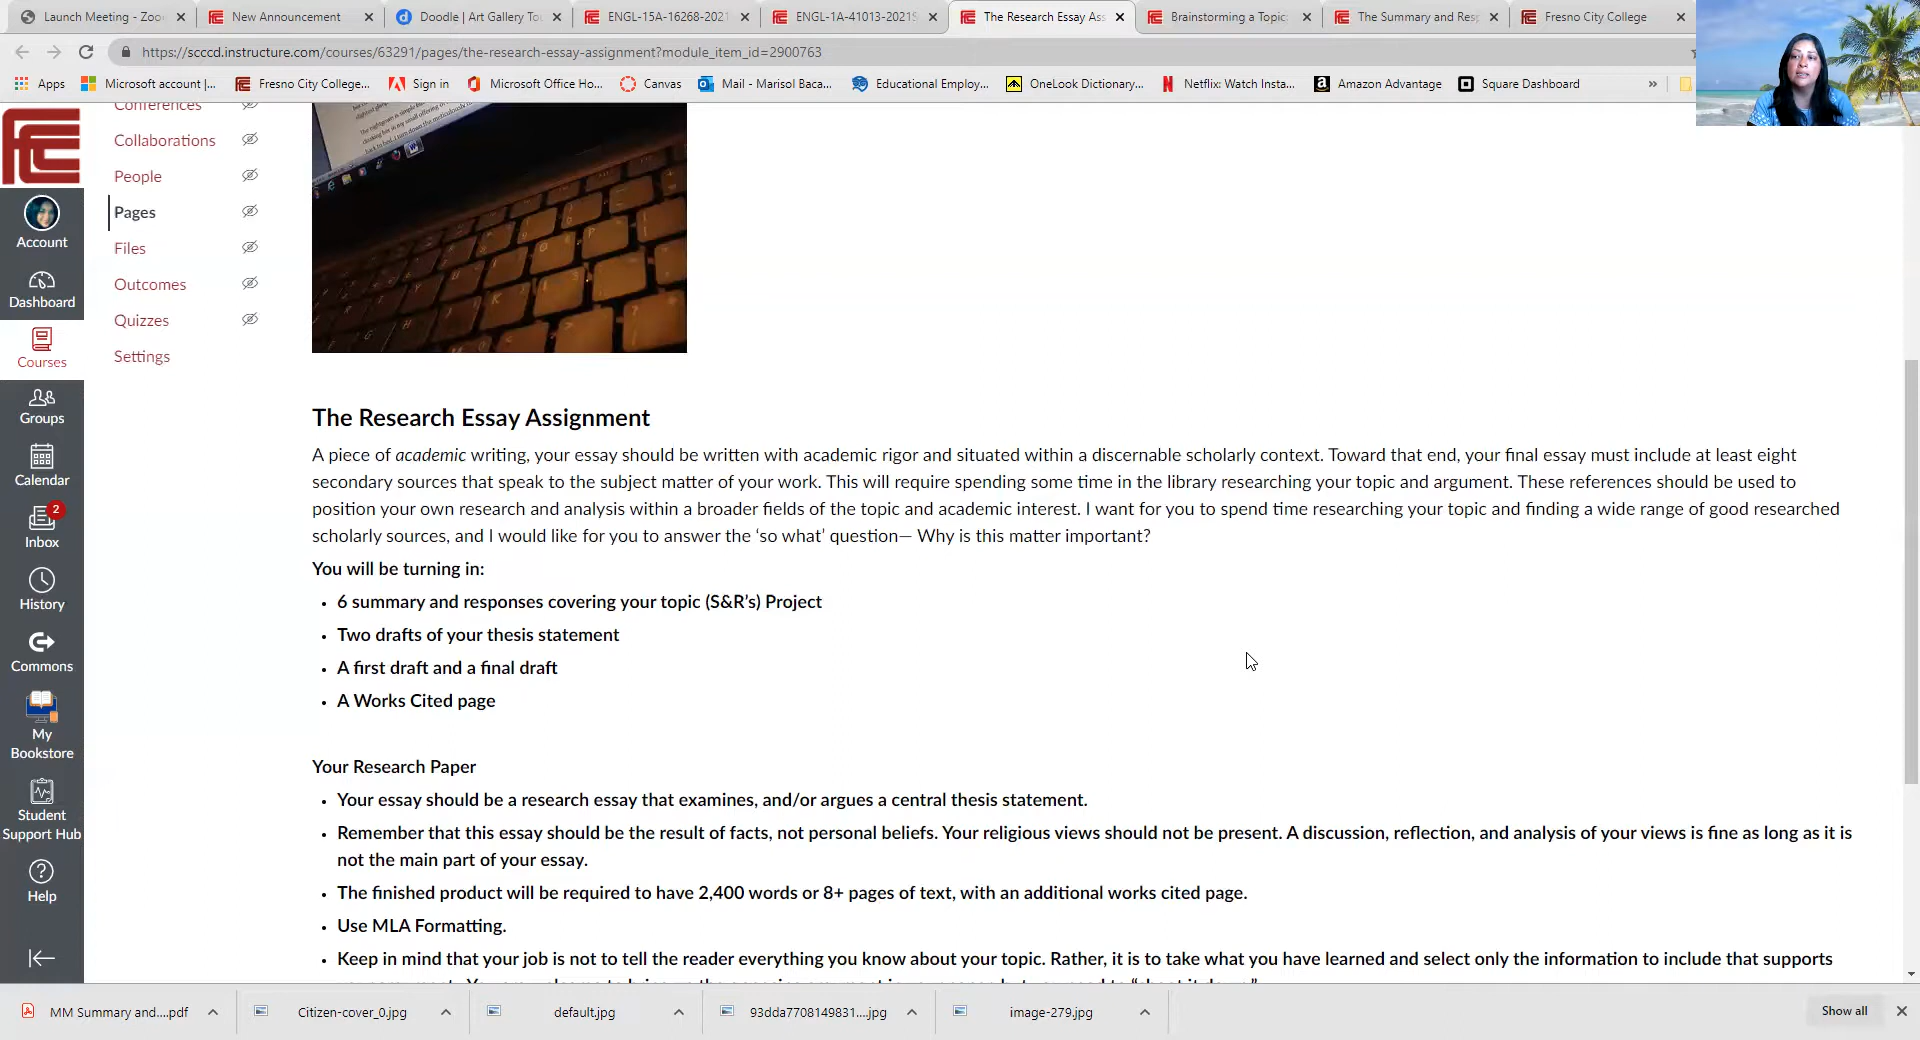 Launch Meeting - Zoo
New Announcement
Doodle | Art Gallery To
ENGL-15A-16268-2021
ENGL-1A-41013-2021S
The Research Essay As
Brainstorming a Topic
The Summary and Res
Fresno City College
https://scccd.instructure.com/courses/63291/pages/the-research-essay-assignment?module_item_id=2900763
Apps
Microsoft account |...
Fresno City College...
Sign in
Microsoft Office Ho...
Canvas
Mail - Marisol Baca...
Educational Employ...
OneLook Dictionary...
Netflix: Watch Insta...
Amazon Advantage
Square Dashboard
»
FCC
Account
Dashboard
Courses
Groups
Calendar
2
Inbox
History
Commons
My
Bookstore
Student
Support Hub
Help
Conferences
Collaborations
People
Pages
Files
Outcomes
Quizzes
Settings
The Research Essay Assignment
A piece of academic writing, your essay should be written with academic rigor and situated within a discernable scholarly context. Toward that end, your final essay must include at least eight
secondary sources that speak to the subject matter of your work. This will require spending some time in the library researching your topic and argument. These references should be used to
position your own research and analysis within a broader fields of the topic and academic interest. I want for you to spend time researching your topic and finding a wide range of good researched
scholarly sources, and I would like for you to answer the ‘so what’ question— Why is this matter important?
You will be turning in:
• 6 summary and responses covering your topic (S&R’s) Project
• Two drafts of your thesis statement
• A first draft and a final draft
• A Works Cited page
Your Research Paper
• Your essay should be a research essay that examines, and/or argues a central thesis statement.
• Remember that this essay should be the result of facts, not personal beliefs. Your religious views should not be present. A discussion, reflection, and analysis of your views is fine as long as it is
not the main part of your essay.
• The finished product will be required to have 2,400 words or 8+ pages of text, with an additional works cited page.
• Use MLA Formatting.
• Keep in mind that your job is not to tell the reader everything you know about your topic. Rather, it is to take what you have learned and select only the information to include that supports
MM Summary and....pdf
Citizen-cover_0.jpg
default.jpg
93dda7708149831....jpg
image-279.jpg
Show all